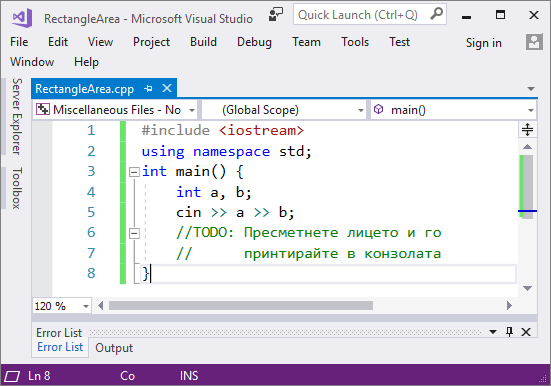 RectangleArea - Microsoft Visual Studio
Quick Launch (Ctrl+Q)
File Edit View Project Build Debug Team Tools Test Sign in
Window Help
Server Explorer
Toolbox
RectangleArea.cpp
Miscellaneous Files - No (Global Scope) main()
1 #include <iostream>
2 using namespace std;
3 int main() {
4 int a, b;
5 cin >> a >> b;
6 //TODO: Пресметнете лицето и го
7 // принтирайте в конзолата
8 }
120 %
Error List
Error List Output
Ln 8 Co INS